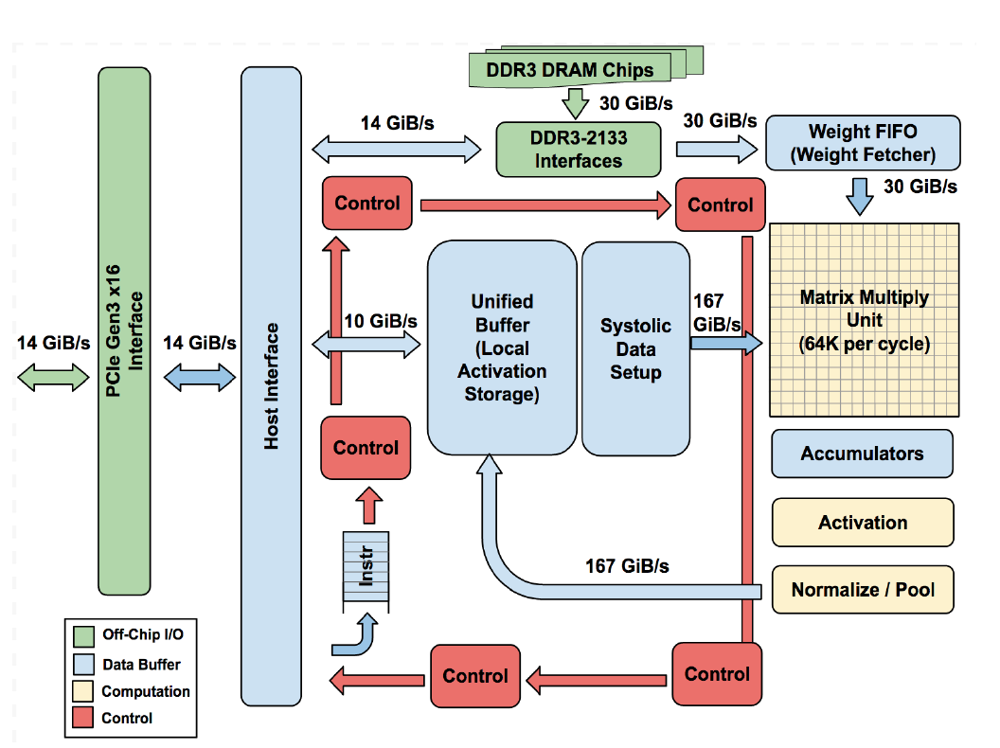 DDR3 DRAM Chips
30 GiB/s
14 GiB/s
DDR3-2133
Interfaces
30 GiB/s
Weight FIFO
(Weight Fetcher)
30 GiB/s
Control
Control
PCIe Gen3 x16
Interface
Host Interface
14 GiB/s
14 GiB/s
10 GiB/s
Unified
Buffer
(Local
Activation
Storage)
Systolic
Data
Setup
167
GiB/s
Matrix Multiply
Unit
(64K per cycle)
Control
Accumulators
Activation
Instr
167 GiB/s
Normalize / Pool
Control
Control
Off-Chip I/O
Data Buffer
Computation
Control